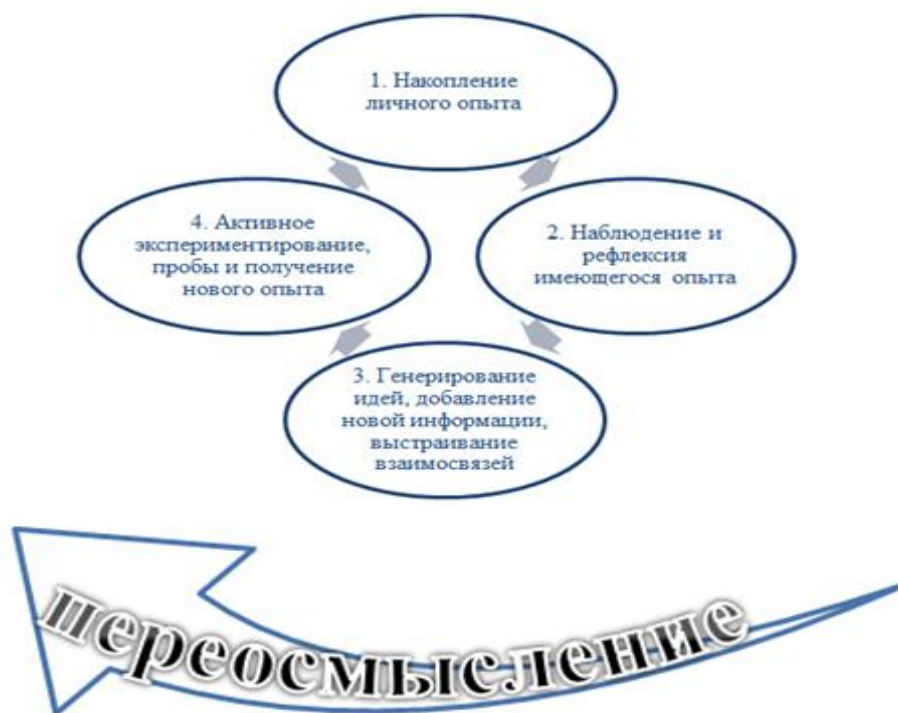 1. Накопление
личного опыта
4. Активное
экспериментирование,
пробы и получение
нового опыта
2. Наблюдение и
рефлексия
имеющегося опыта
3. Генерирование
идей, добавление
новой информации,
выстраивание
взаимосвязей
переосмысление